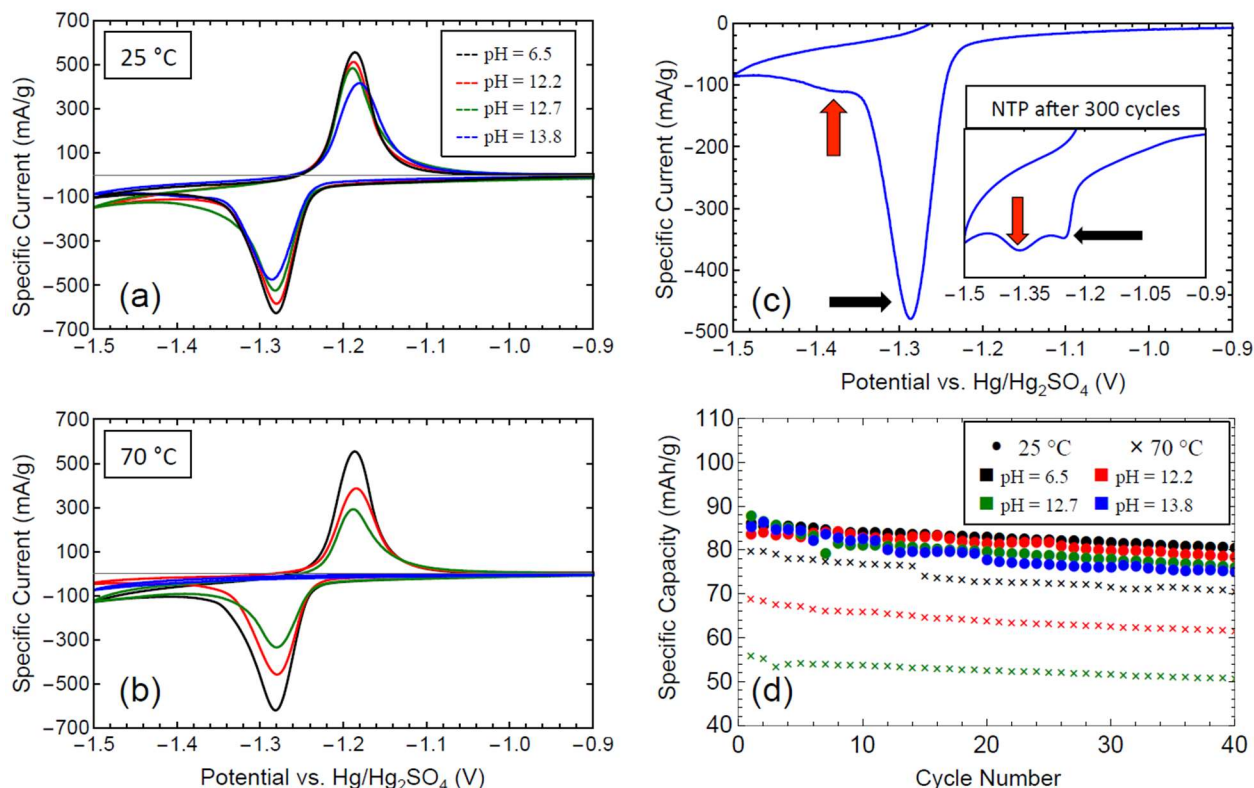 700
500
300
100
−100
−300
−500
−700
Specific Current (mA/g)
25 °C
pH = 6.5
pH = 12.2
pH = 12.7
pH = 13.8
(a)
−1.5 −1.4 −1.3 −1.2 −1.1 −1.0 −0.9
700
500
300
100
−100
−300
−500
−700
Specific Current (mA/g)
70 °C
(b)
−1.5 −1.4 −1.3 −1.2 −1.1 −1.0 −0.9
Potential vs. Hg/Hg₂SO₄ (V)
0
−100
−200
−300
−400
−500
Specific Current (mA/g)
NTP after 300 cycles
−1.5 −1.35 −1.2 −1.05 −0.9
(c)
−1.5 −1.4 −1.3 −1.2 −1.1 −1.0 −0.9
Potential vs. Hg/Hg₂SO₄ (V)
110
100
90
80
70
60
50
40
Specific Capacity (mAh/g)
25 °C × 70 °C
pH = 6.5 pH = 12.2
pH = 12.7 pH = 13.8
(d)
0 10 20 30 40
Cycle Number